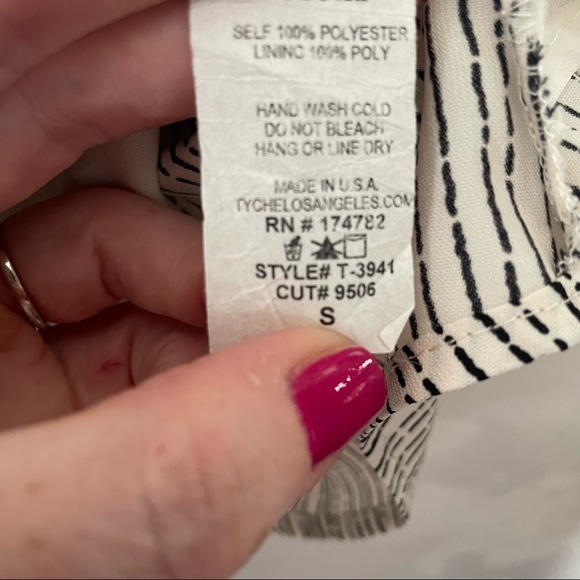 SELF 100% POLYESTER
LINING 100% POLY
HAND WASH COLD
DO NOT BLEACH
HANG OR LINE DRY
MADE IN U.S.A.
TYCHELOSANGELES.COM
RN # 174782
STYLE# T-3941
CUT# 9506
S